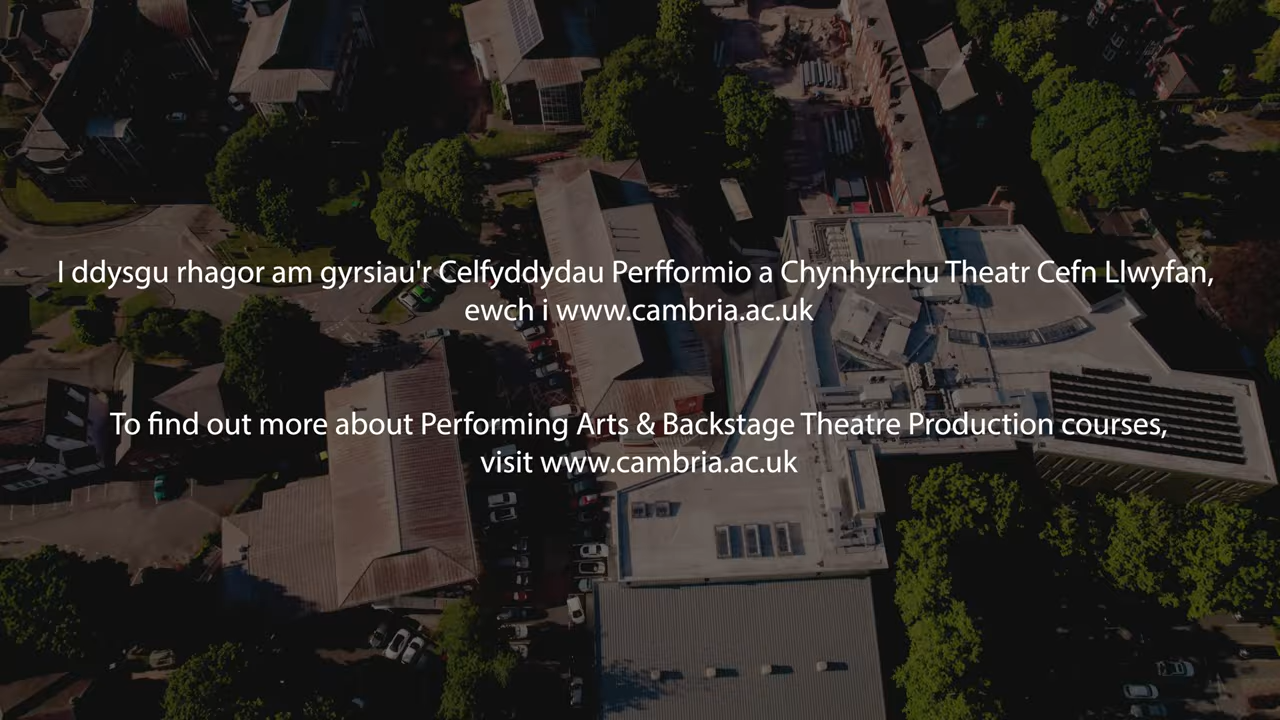 I ddysgu rhagor am gyrsiau'r Celfyddydau Perfformio a Chynhyrchu Theatr Cefn Llwyfan,
ewch i www.cambria.ac.uk
To find out more about Performing Arts & Backstage Theatre Production courses,
visit www.cambria.ac.uk